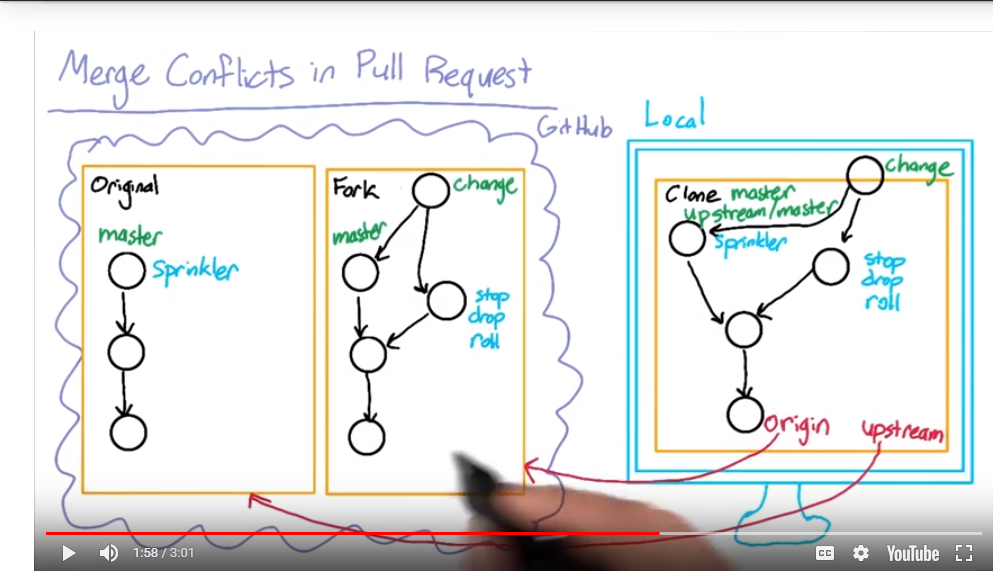 Merge Conflicts in Pull Request
GitHub
Local
Original
master
Sprinkler
Fork
change
master
stop
drop
roll
change
Clone master
upstream/master
Sprinkler
stop
drop
roll
origin
upstream
1:58 / 3:01
CC
YouTube